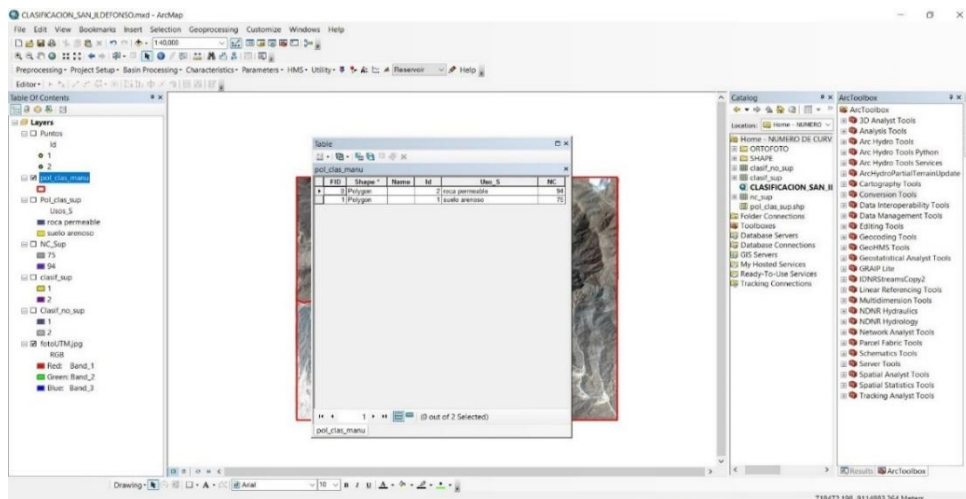 CLASIFICACION_SAN_ILDEFONSO.mxd - ArcMap
File Edit View Bookmarks Insert Selection Geoprocessing Customize Windows Help
1:40,000
Preprocessing Project Setup Basin Processing Characteristics Parameters HMS Utility Reservoir Help
Editor
Table Of Contents
Layers
Puntos
Id
1
2
pol_clas_manu
Pol_clas_sup
Usos_S
roca permeable
suelo arenoso
NC_Sup
75
94
clasif_sup
1
2
Clasif_no_sup
1
2
fotoUTM.jpg
RGB
Red: Band_1
Green: Band_2
Blue: Band_3
Table
pol_clas_manu
FID Shape * Name Id Uso_S NC
0 Polygon 2 roca permeable 94
1 Polygon 1 suelo arenoso 75
1
(0 out of 2 Selected)
pol_clas_manu
Catalog
Location: Home - NUMERO
Home - NUMERO DE CURV
ORTOFOTO
SHAPE
clasif_no_sup
clasif_sup
CLASIFICACION_SAN_II
nc_sup
pol_clas_sup.shp
Folder Connections
Toolboxes
Database Servers
Database Connections
GIS Servers
My Hosted Services
Ready-To-Use Services
Tracking Connections
ArcToolbox
ArcToolbox
3D Analyst Tools
Analysis Tools
Arc Hydro Tools
Arc Hydro Tools Python
Arc Hydro Tools Services
ArcHydroPartialTerrainUpdate
Cartography Tools
Conversion Tools
Data Interoperability Tools
Data Management Tools
Editing Tools
Geocoding Tools
GeoHMS Tools
Geostatistical Analyst Tools
GRAIP Lite
IDNRStreamsCopy2
Linear Referencing Tools
Multidimension Tools
NDNR Hydraulics
NDNR Hydrology
Network Analyst Tools
Parcel Fabric Tools
Schematics Tools
Server Tools
Spatial Analyst Tools
Spatial Statistics Tools
Tracking Analyst Tools
Results ArcToolbox
Drawing A Arial 10 B I U A